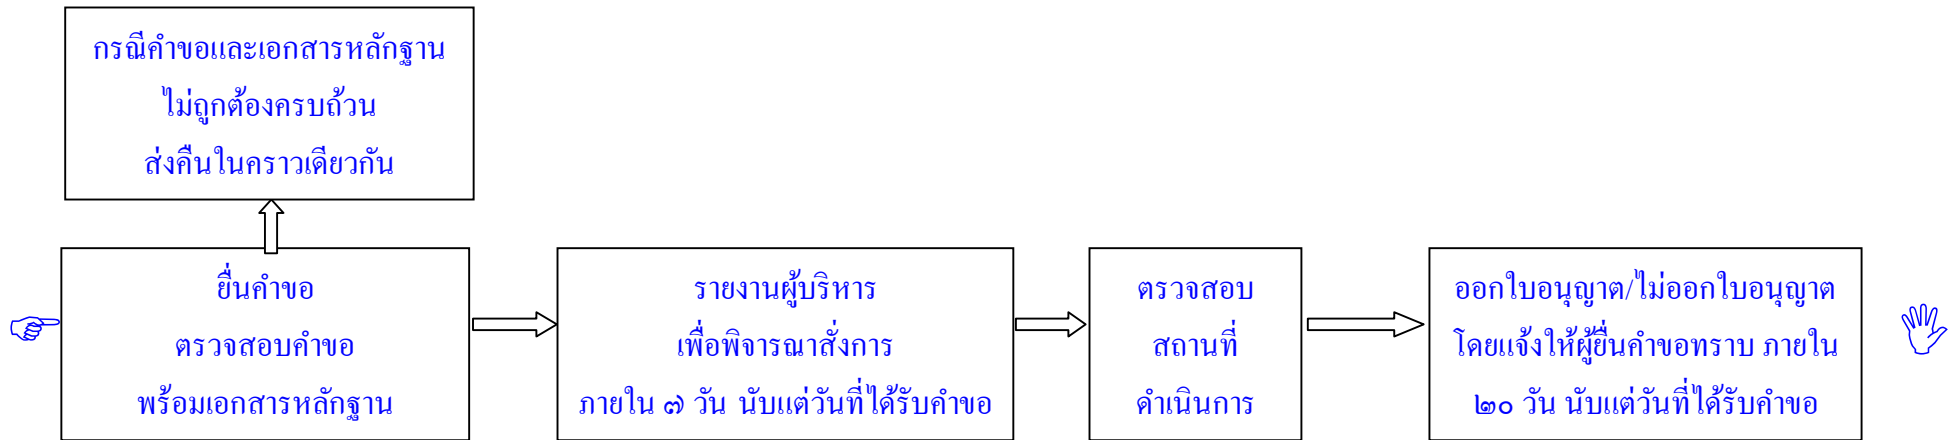 กรณีคำขอและเอกสารหลักฐาน
ไม่ถูกต้องครบถ้วน
ส่งคืนในคราวเดียวกัน
ยื่นคำขอ
ตรวจสอบคำขอ
พร้อมเอกสารหลักฐาน
รายงานผู้บริหาร
เพื่อพิจารณาสั่งการ
ภายใน ๗ วัน นับแต่วันที่ได้รับคำขอ
ตรวจสอบ
สถานที่
ดำเนินการ
ออกใบอนุญาต/ไม่ออกใบอนุญาต
โดยแจ้งให้ผู้ยื่นคำขอทราบ ภายใน
๒๐ วัน นับแต่วันที่ได้รับคำขอ